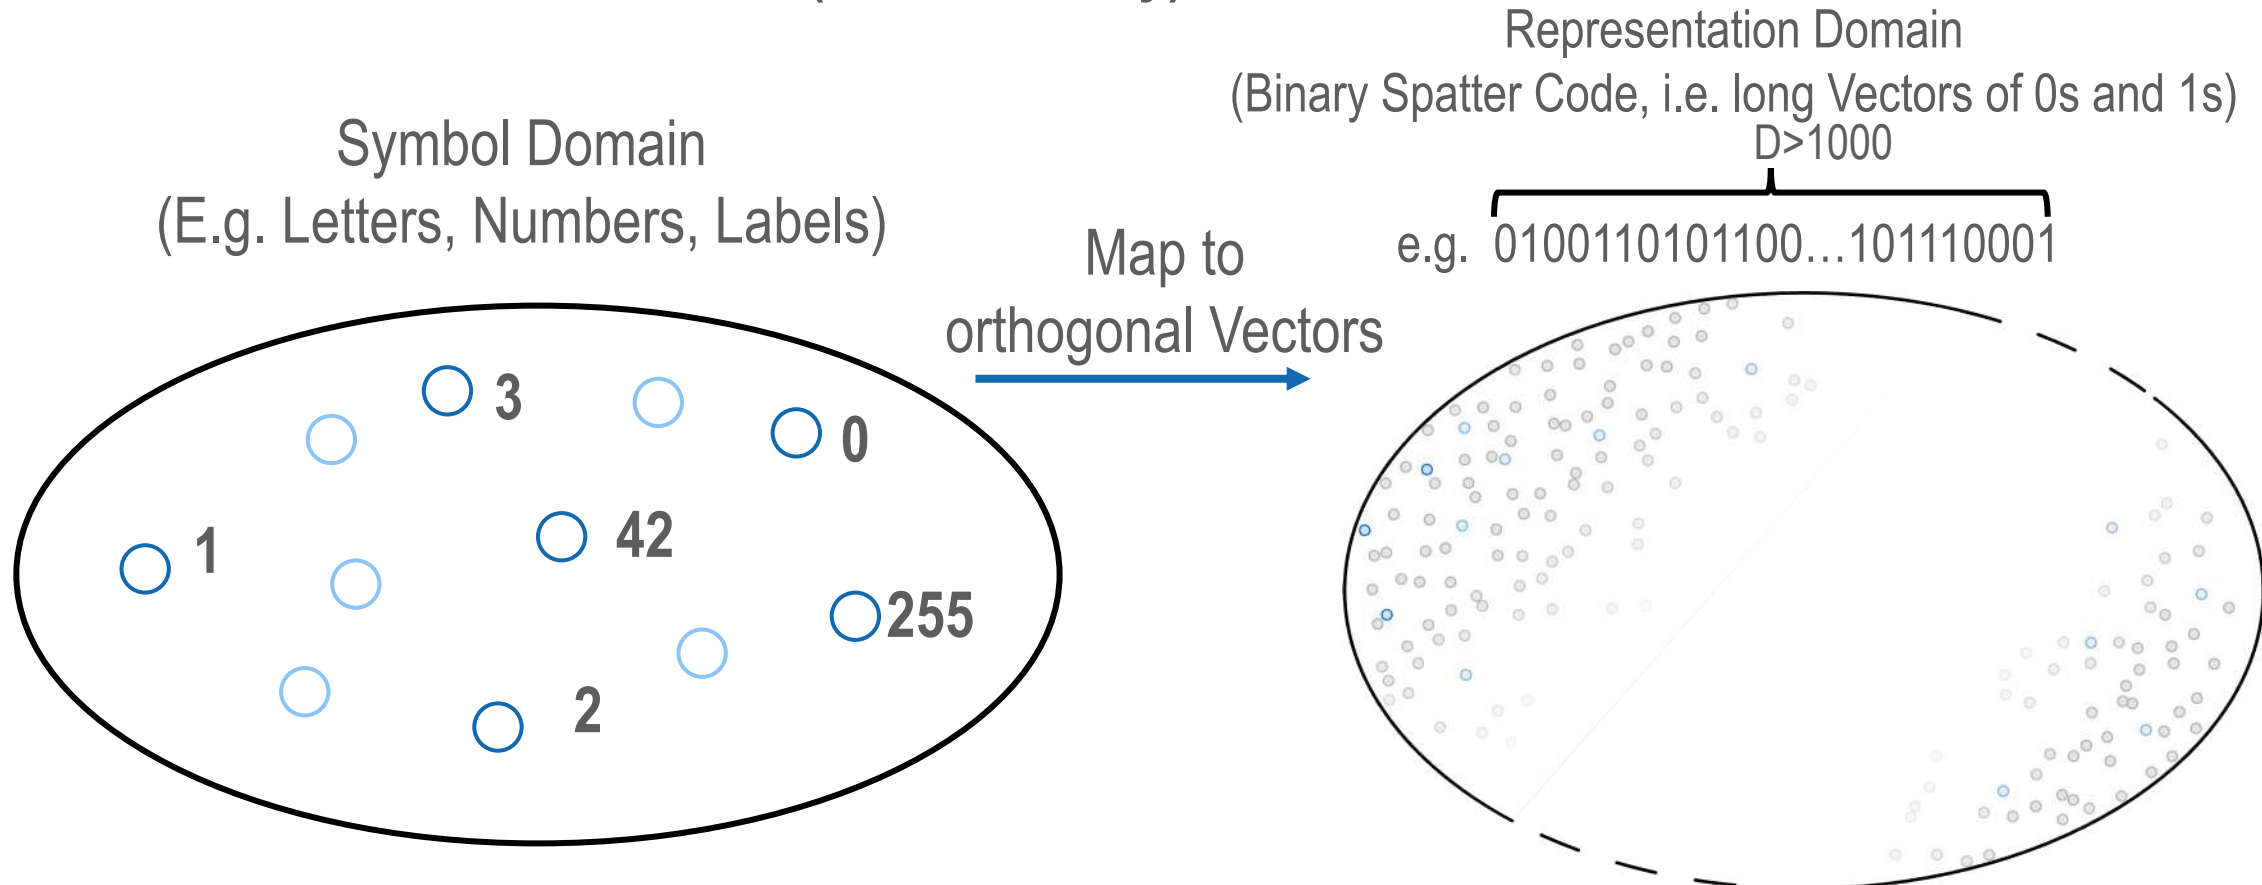 Representation Domain
(Binary Spatter Code, i.e. long Vectors of 0s and 1s)
D>1000
e.g. 0100110101100...101110001
Symbol Domain
(E.g. Letters, Numbers, Labels)
Map to
orthogonal Vectors
3
0
1
42
255
2